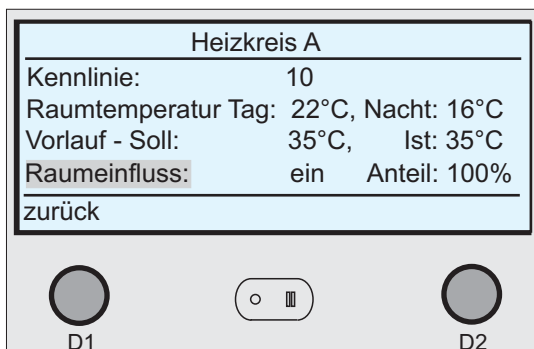 Heizkreis A
Kennlinie: 10
Raumtemperatur Tag: 22°C, Nacht: 16°C
Vorlauf - Soll: 35°C, Ist: 35°C
Raumeinfluss: ein Anteil: 100%
zurück
D1 D2